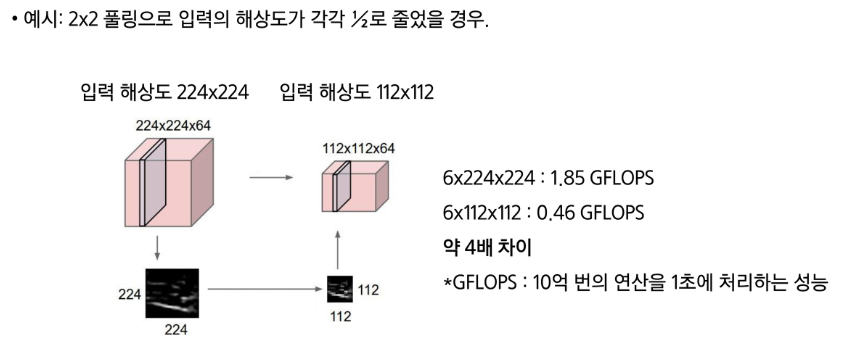 • 예시: 2x2 풀링으로 입력의 해상도가 각각 ½로 줄었을 경우.
입력 해상도 224x224
입력 해상도 112x112
224x224x64
112x112x64
224
224
112
112
6x224x224 : 1.85 GFLOPS
6x112x112 : 0.46 GFLOPS
약 4배 차이
*GFLOPS : 10억 번의 연산을 1초에 처리하는 성능